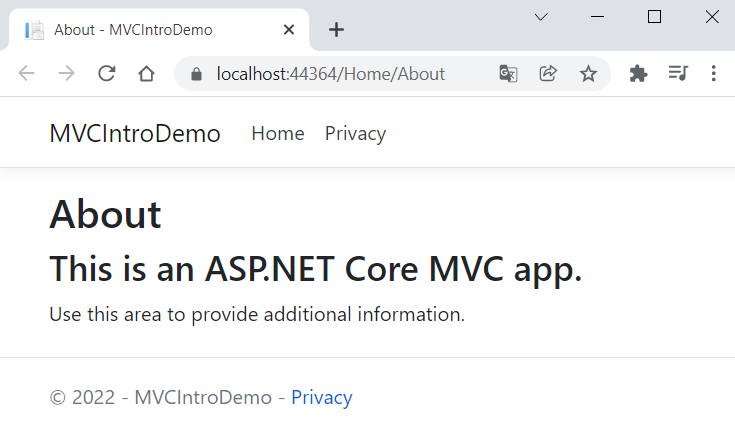 About - MVCIntroDemo
localhost:44364/Home/About
MVCIntroDemo Home Privacy
About
This is an ASP.NET Core MVC app.
Use this area to provide additional information.
© 2022 - MVCIntroDemo - Privacy